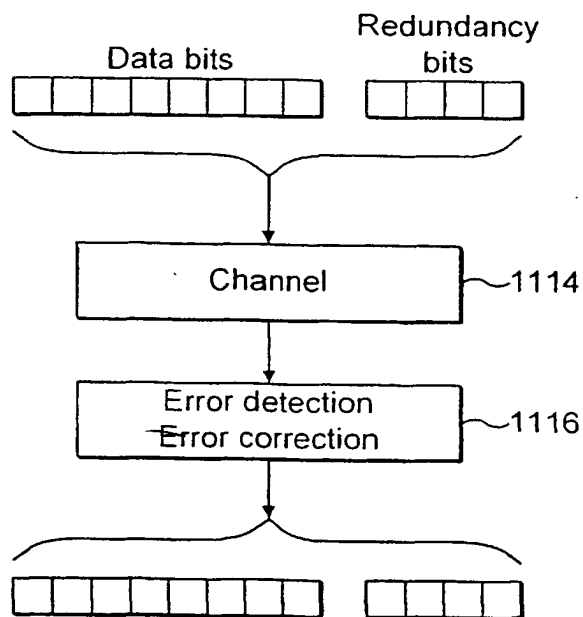 Redundancy
Data bits bits
Channel 1114
Error detection 1116
Error correction